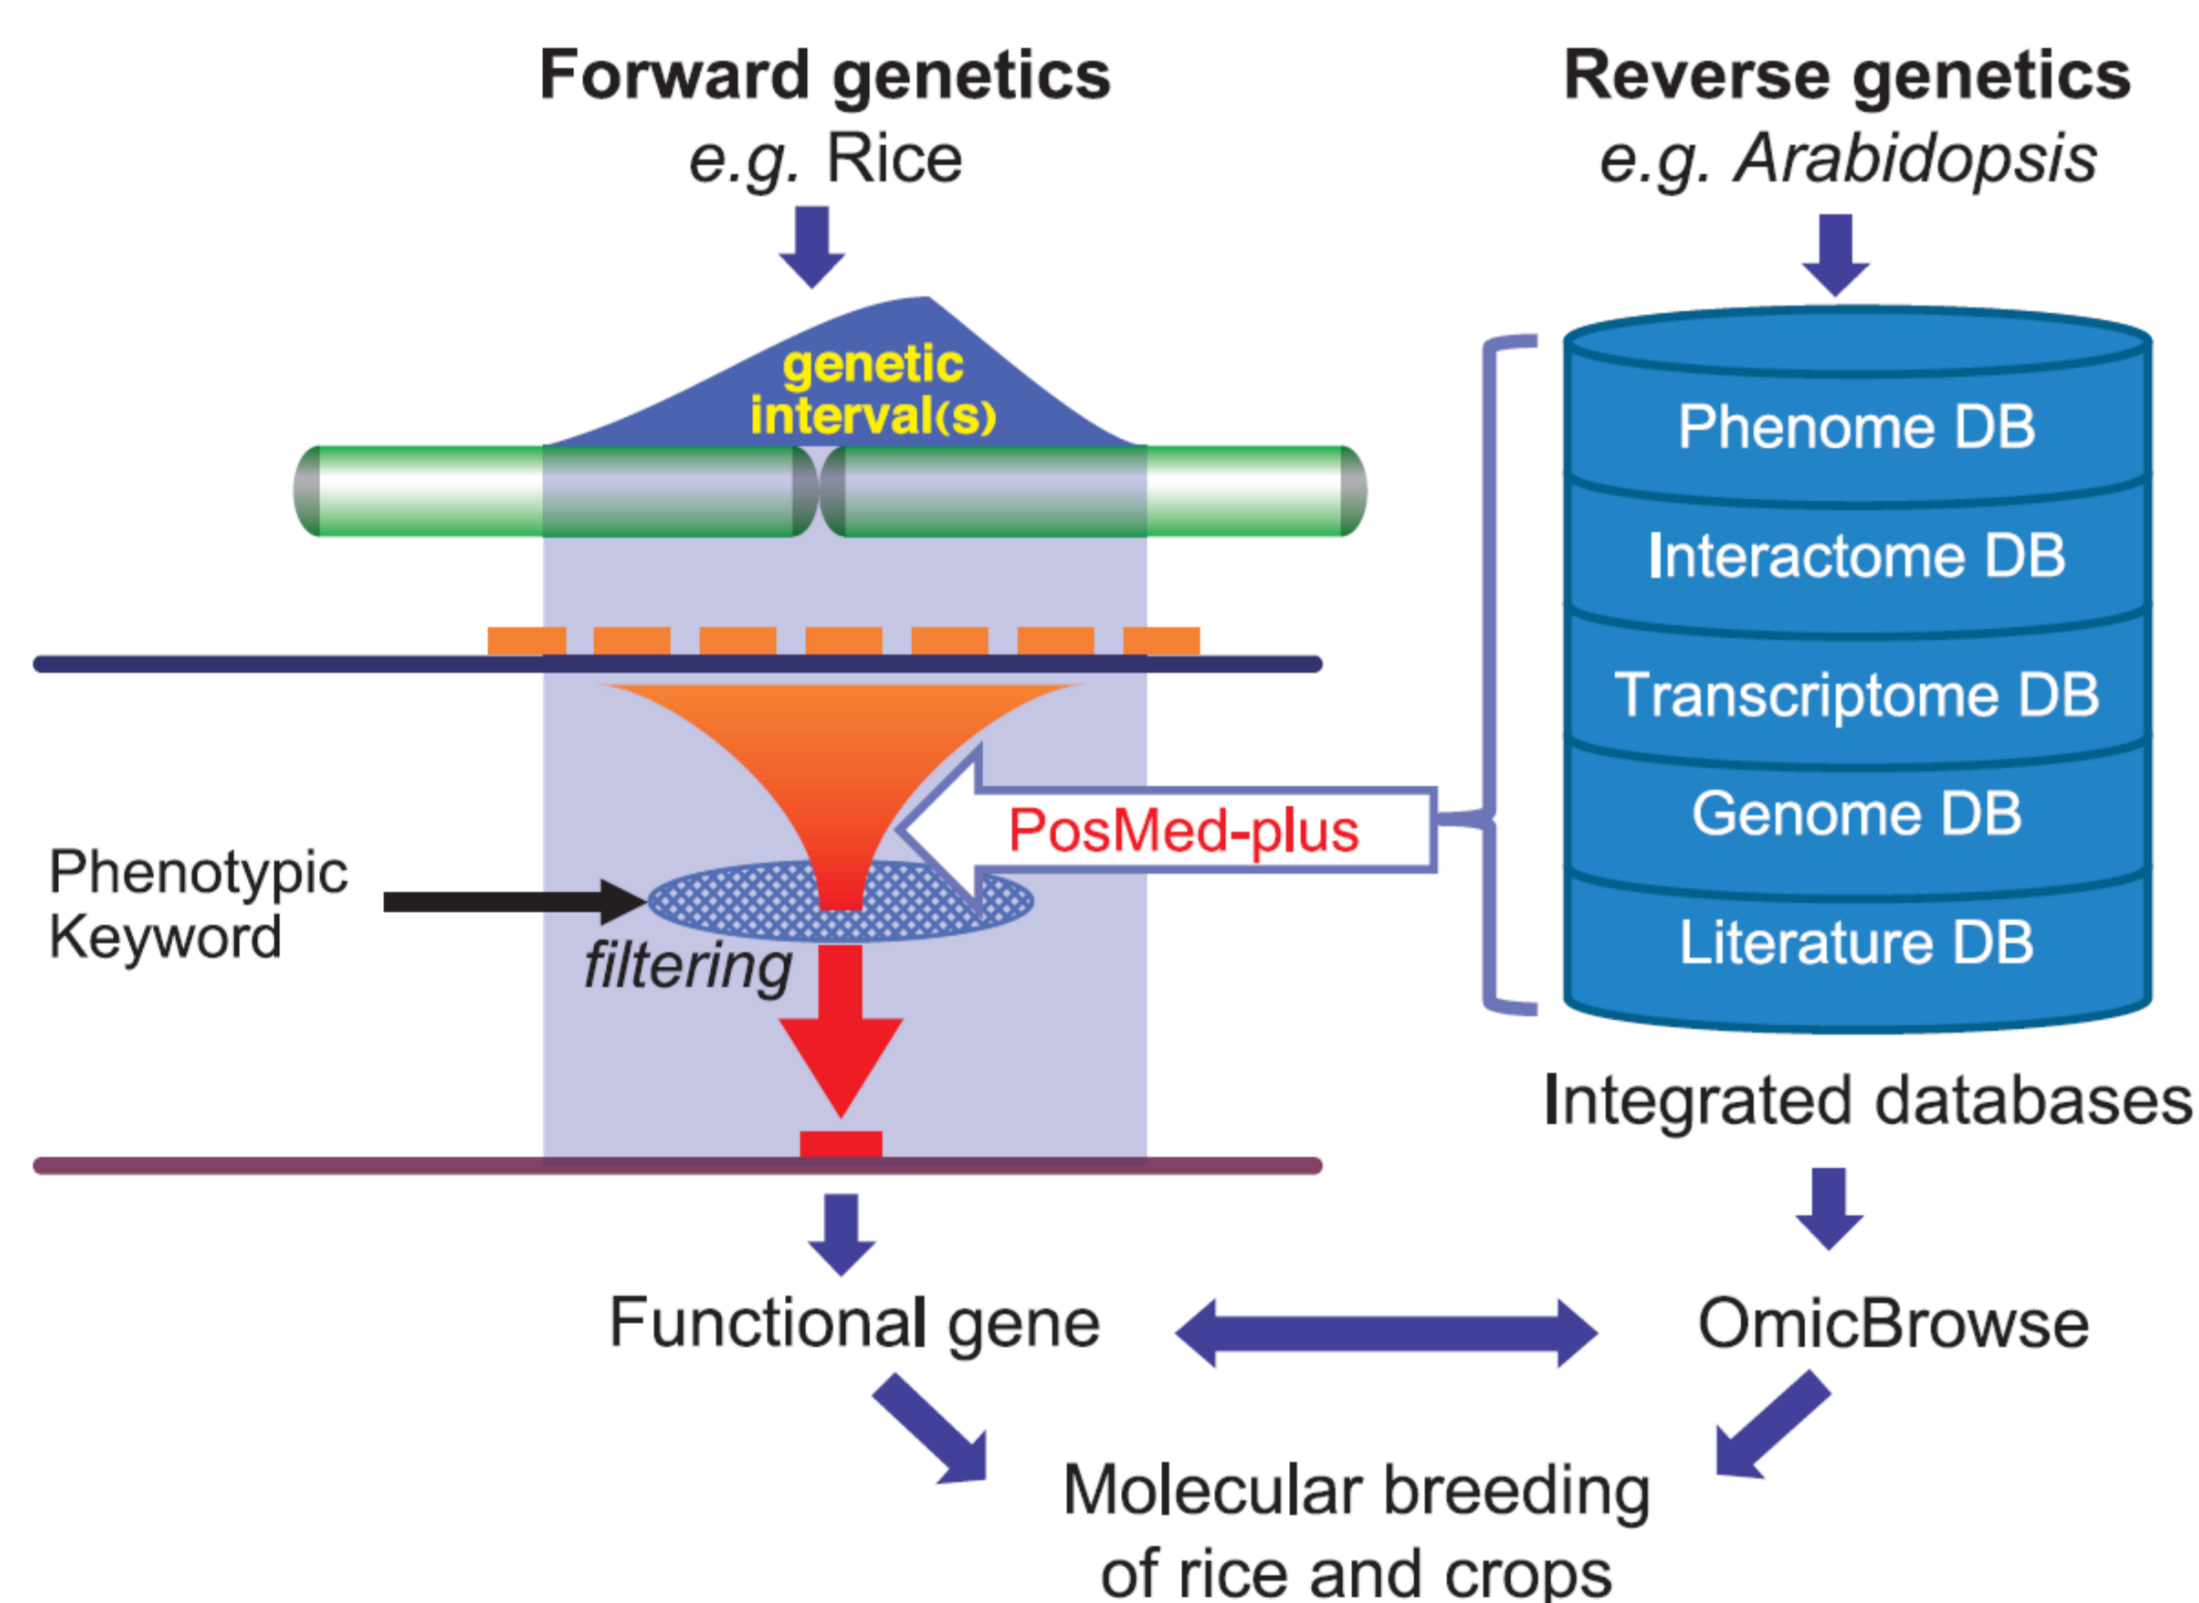 Forward genetics
e.g. Rice
Reverse genetics
e.g. Arabidopsis
genetic
interval(s)
Phenome DB
Interactome DB
Transcriptome DB
Genome DB
Literature DB
PosMed-plus
Phenotypic
Keyword
filtering
Integrated databases
Functional gene
OmicBrowse
Molecular breeding
of rice and crops